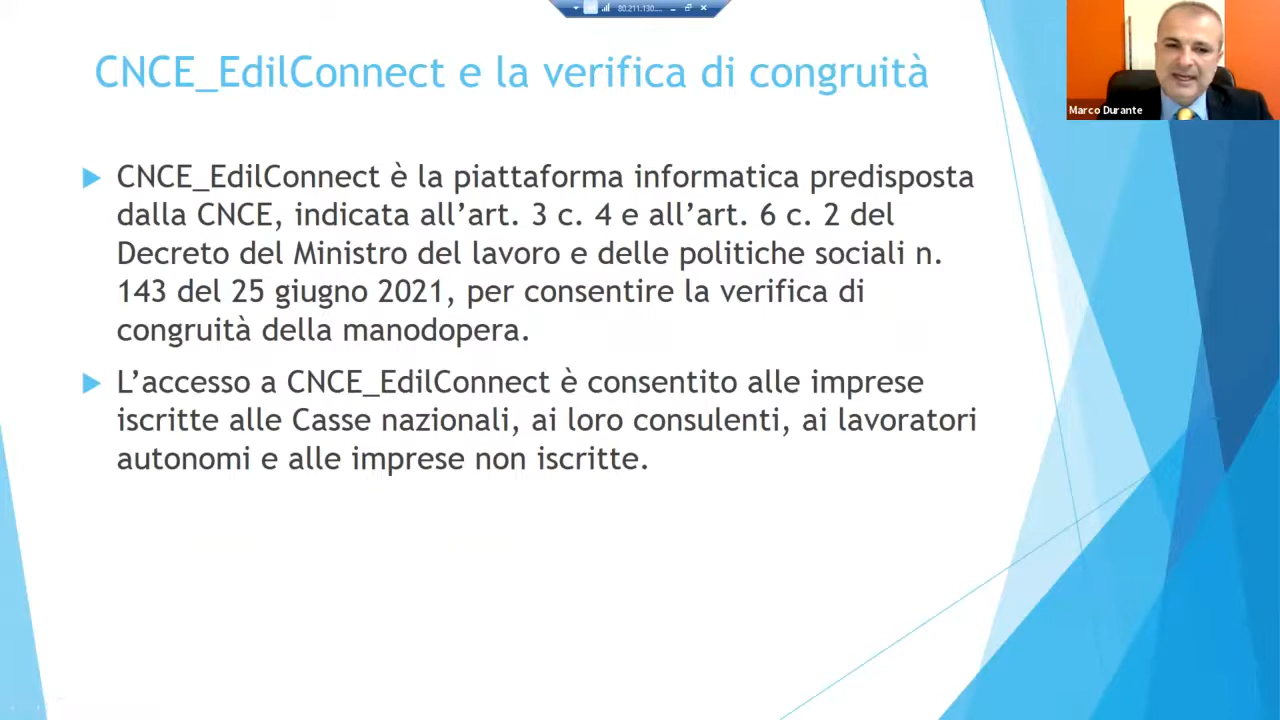 80.211.130....
CNCE_EdilConnect e la verifica di congruità
Marco Durante
CNCE_EdilConnect è la piattaforma informatica predisposta
dalla CNCE, indicata all’art. 3 c. 4 e all’art. 6 c. 2 del
Decreto del Ministro del lavoro e delle politiche sociali n.
143 del 25 giugno 2021, per consentire la verifica di
congruità della manodopera.
L’accesso a CNCE_EdilConnect è consentito alle imprese
iscritte alle Casse nazionali, ai loro consulenti, ai lavoratori
autonomi e alle imprese non iscritte.